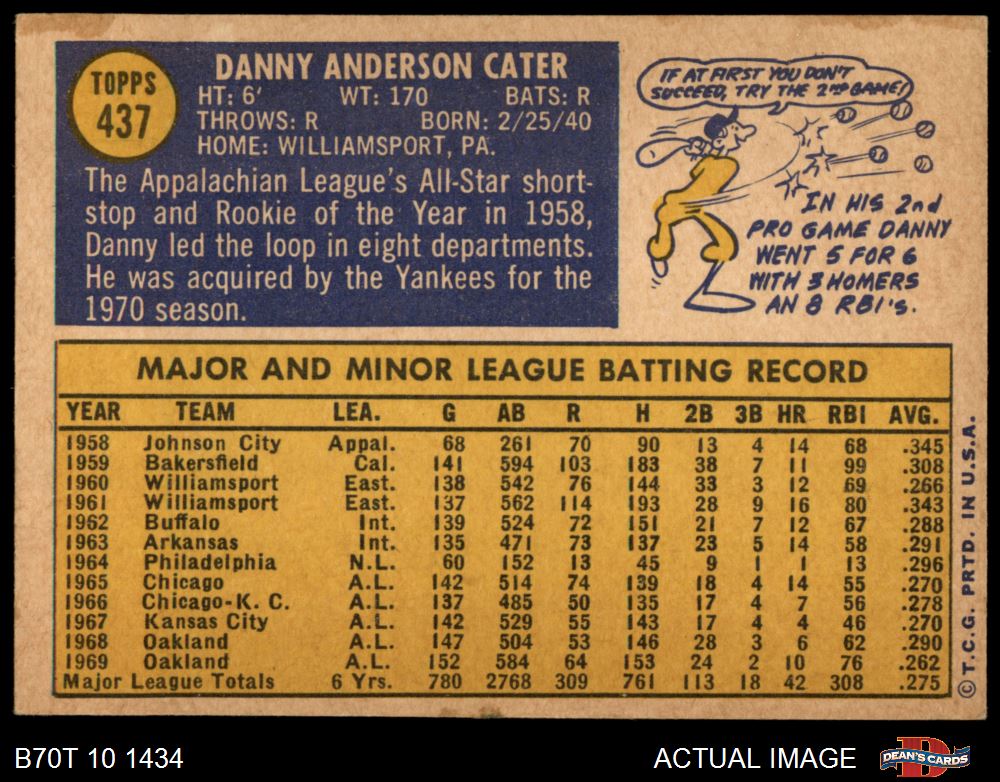 TOPPS
437
DANNY ANDERSON CATER
HT: 6' WT: 170 BATS: R
THROWS: R BORN: 2/25/40
HOME: WILLIAMSPORT, PA.
The Appalachian League's All-Star short-
stop and Rookie of the Year in 1958,
Danny led the loop in eight departments.
He was acquired by the Yankees for the
1970 season.
IF AT FIRST YOU DON'T
SUCCEED, TRY THE 2ND GAME!
IN HIS 2nd
PRO GAME DANNY
WENT 5 FOR 6
WITH 3 HOMERS
AN 8 RBI's.
MAJOR AND MINOR LEAGUE BATTING RECORD
YEAR TEAM LEA. G AB R H 2B 3B HR RBI AVG.
1958 Johnson City Appal. 68 261 70 90 13 4 14 68 .345
1959 Bakersfield Cal. 141 594 103 183 38 7 11 99 .308
1960 Williamsport East. 138 542 76 144 33 3 12 69 .266
1961 Williamsport East. 137 562 114 193 28 9 16 80 .343
1962 Buffalo Int. 139 524 72 151 21 7 12 67 .288
1963 Arkansas Int. 135 471 73 137 23 5 14 58 .291
1964 Philadelphia N.L. 60 152 13 45 9 1 1 13 .296
1965 Chicago A.L. 142 514 74 139 18 4 14 55 .270
1966 Chicago-K. C. A.L. 137 485 50 135 17 4 7 56 .278
1967 Kansas City A.L. 142 529 55 143 17 4 4 46 .270
1968 Oakland A.L. 147 504 53 146 28 3 6 62 .290
1969 Oakland A.L. 152 584 64 153 24 2 10 76 .262
Major League Totals 6 Yrs. 780 2768 309 761 113 18 42 308 .275
© T.C.G. PRTD. IN U.S.A.
B70T 10 1434
ACTUAL IMAGE
DEAN'S CARDS